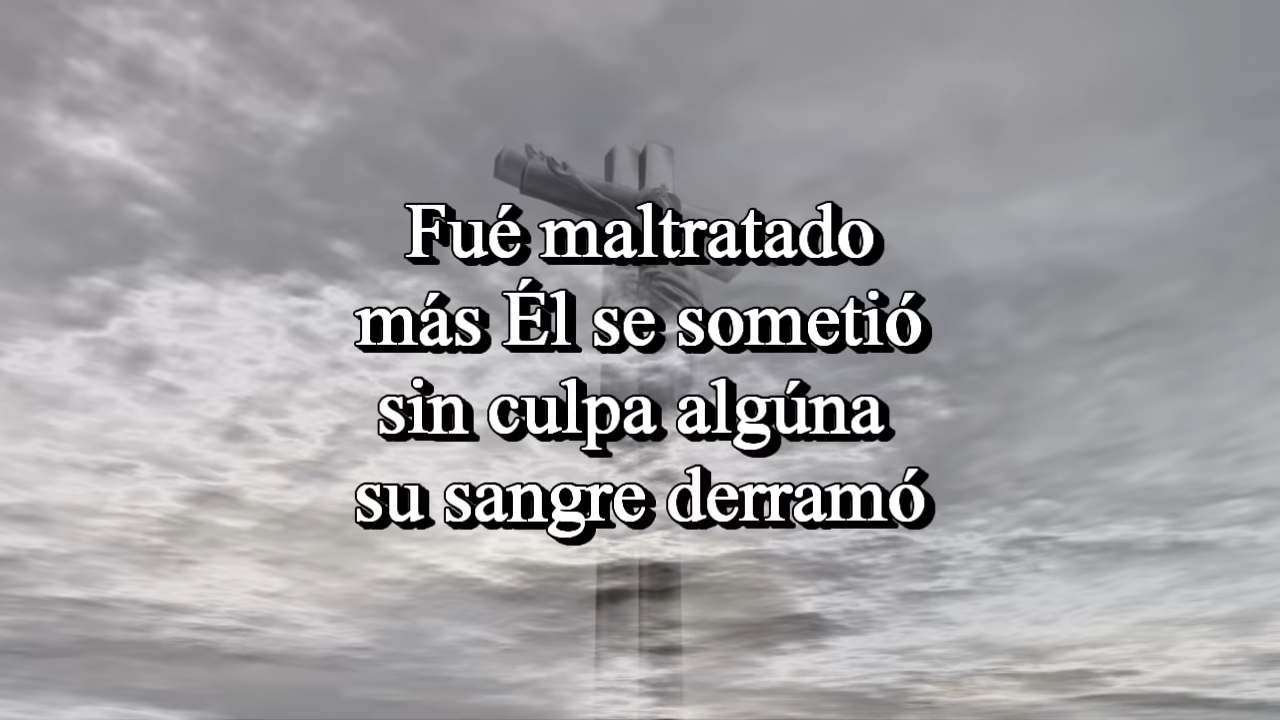 Fué maltratado
más Él se sometió
sin culpa algúna
su sangre derramó